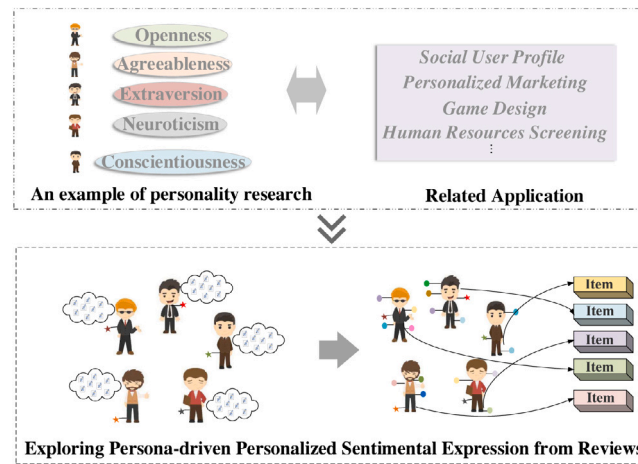 Openness
Agreeableness
Extraversion
Neuroticism
Conscientiousness
An example of personality research
Social User Profile
Personalized Marketing
Game Design
Human Resources Screening
⋮
Related Application
Item
Item
Item
Item
Item
Exploring Persona-driven Personalized Sentimental Expression from Reviews